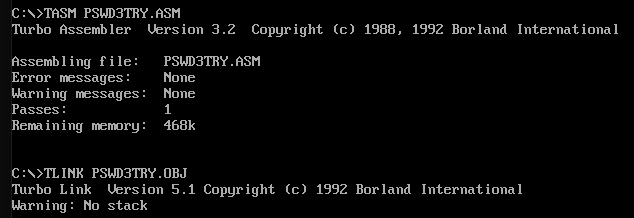 C:\>TASM PSWD3TRY.ASM
Turbo Assembler  Version 3.2  Copyright (c) 1988, 1992 Borland International
Assembling file:   PSWD3TRY.ASM
Error messages:    None
Warning messages:  None
Passes:            1
Remaining memory:  468k
C:\>TLINK PSWD3TRY.OBJ
Turbo Link  Version 5.1 Copyright (c) 1992 Borland International
Warning: No stack